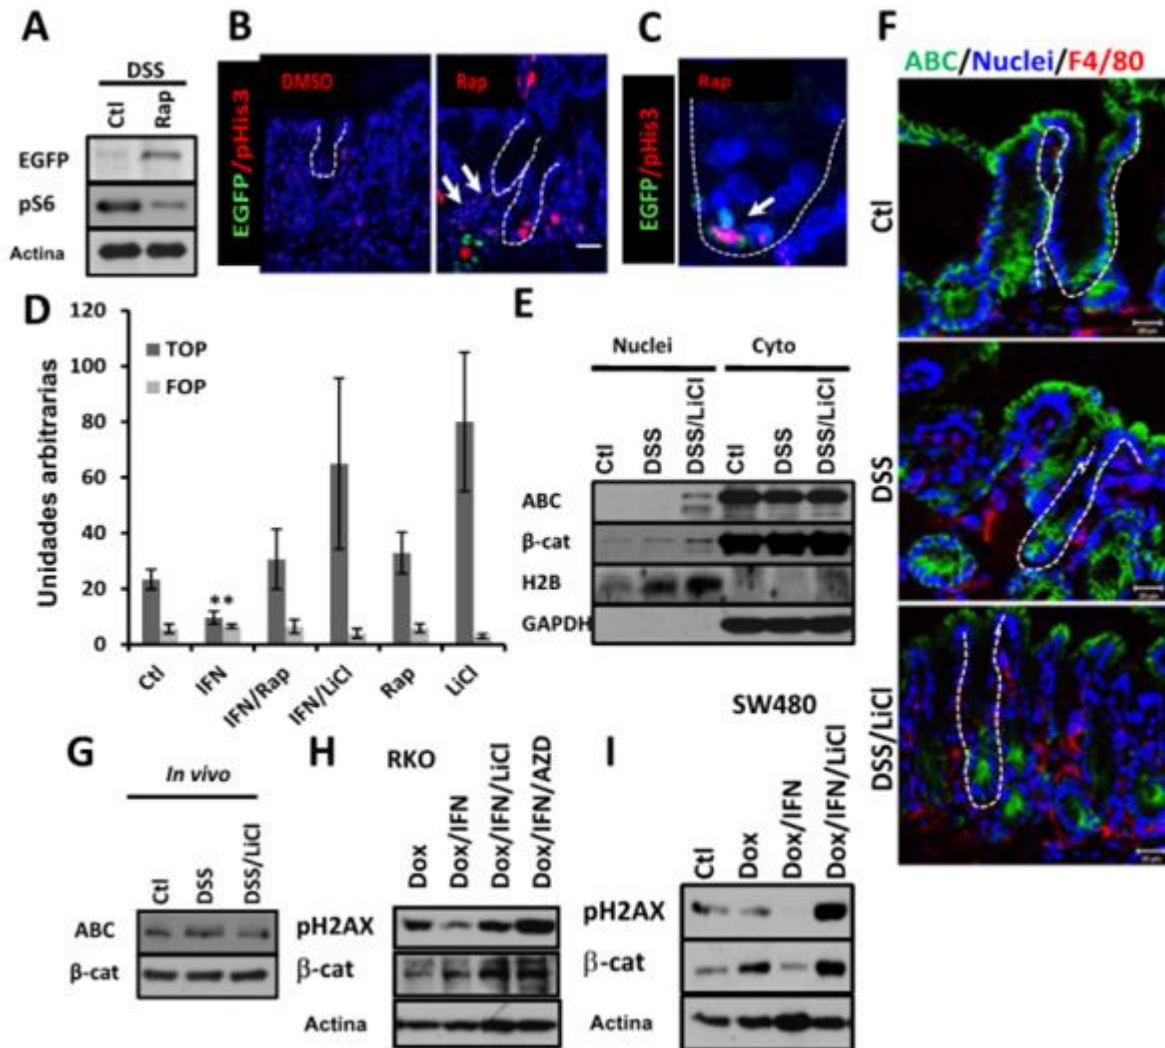 A
DSS
Ctl
Rap
EGFP
pS6
Actina
B
EGFP/pHis3
DMSO
Rap
C
EGFP/pHis3
Rap
D
120
100
80
60
40
20
0
Unidades arbitrarias
TOP
FOP
**
Ctl
IFN
IFN/Rap
IFN/LiCl
Rap
LiCl
E
Nuclei
Cyto
Ctl
DSS
DSS/LiCl
Ctl
DSS
DSS/LiCl
ABC
β-cat
H2B
GAPDH
F
ABC/Nuclei/F4/80
Ctl
DSS
DSS/LiCl
G
In vivo
Ctl
DSS
DSS/LiCl
ABC
β-cat
H
RKO
Dox
Dox/IFN
Dox/IFN/LiCl
Dox/IFN/AZD
pH2AX
β-cat
Actina
I
SW480
Ctl
Dox
Dox/IFN
Dox/IFN/LiCl
pH2AX
β-cat
Actina